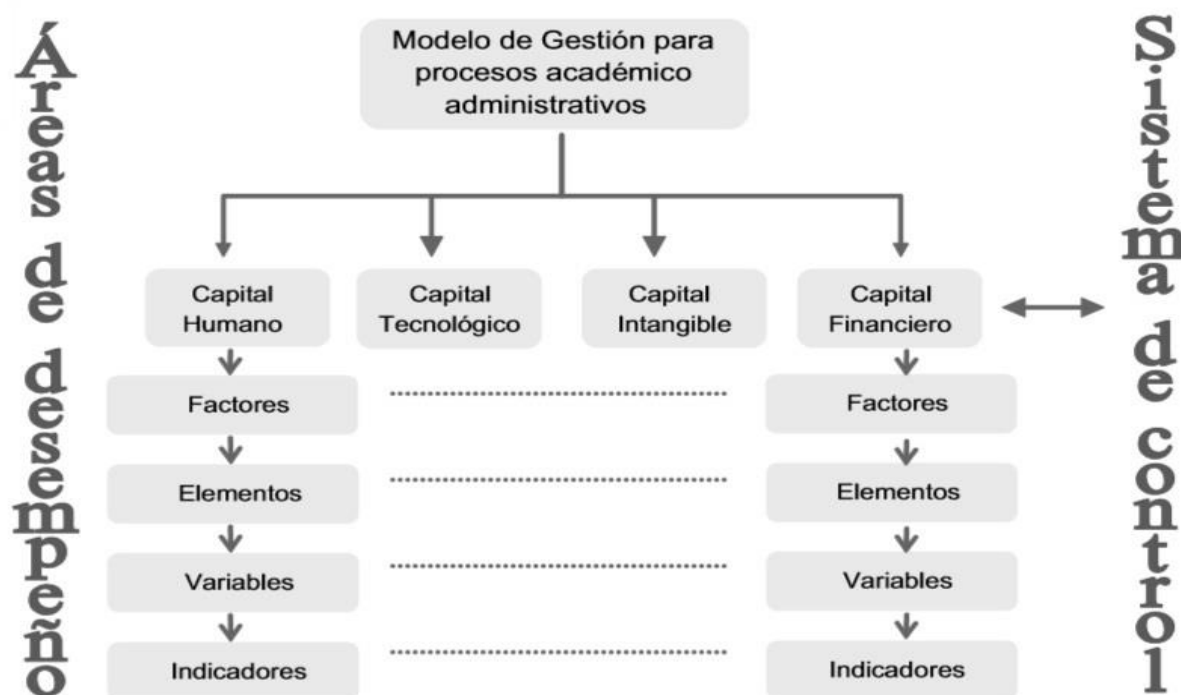 Áreas de desempeño
Modelo de Gestión para
procesos académico
administrativos
Capital
Humano
Capital
Tecnológico
Capital
Intangible
Capital
Financiero
Factores
Factores
Elementos
Elementos
Variables
Variables
Indicadores
Indicadores
Sistema de control